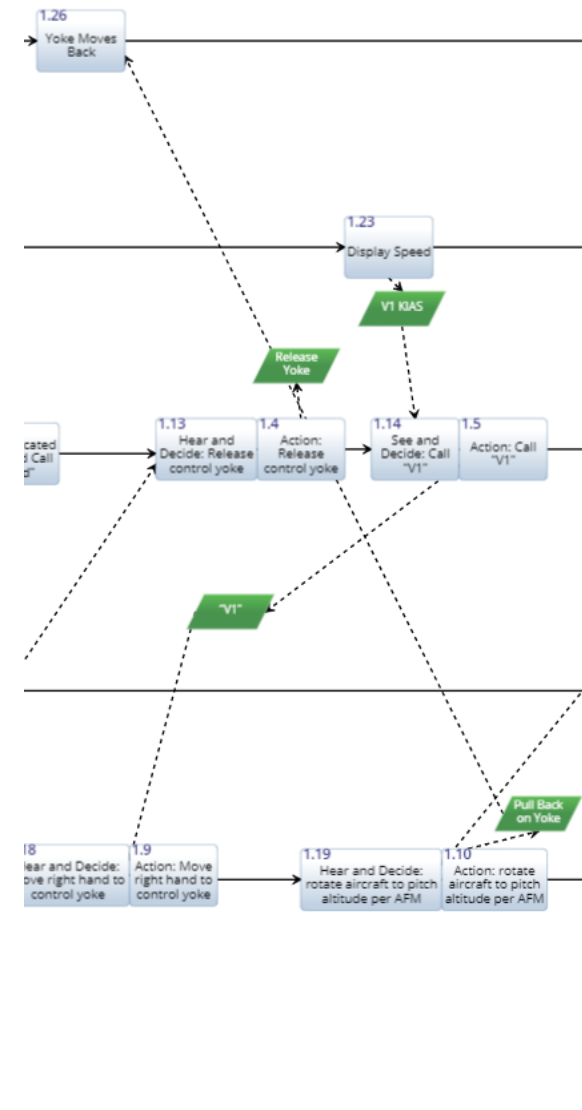 1.26
Yoke Moves
Back
1.23
Display Speed
V1 KIAS
Release
Yoke
cated
Call
d"
1.13
Hear and
Decide: Release
control yoke
1.4
Action:
Release
control yoke
1.14
See and
Decide: Call
"V1"
1.5
Action: Call
"V1"
"V1"
Pull Back
on Yoke
18
ear and Decide:
ove right hand to
control yoke
1.9
Action: Move
right hand to
control yoke
1.19
Hear and Decide:
rotate aircraft to pitch
altitude per AFM
1.10
Action: rotate
aircraft to pitch
altitude per AFM